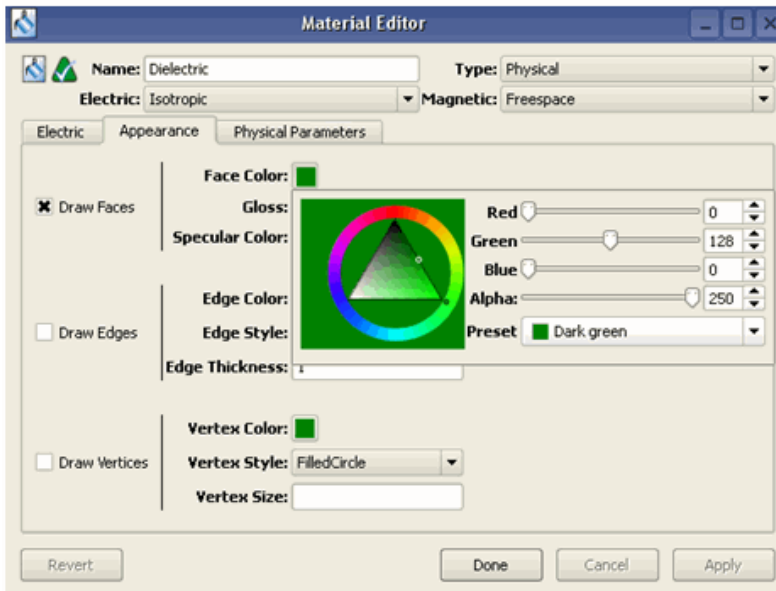 Material Editor
Name: Dielectric Type: Physical
Electric: Isotropic Magnetic: Freespace
Electric Appearance Physical Parameters
Face Color:
Draw Faces Gloss: Red 0
Specular Color: Green 128
Blue 0
Edge Color: Alpha: 250
Draw Edges Edge Style: Preset Dark green
Edge Thickness: 1
Vertex Color:
Draw Vertices Vertex Style: FilledCircle
Vertex Size:
Revert Done Cancel Apply